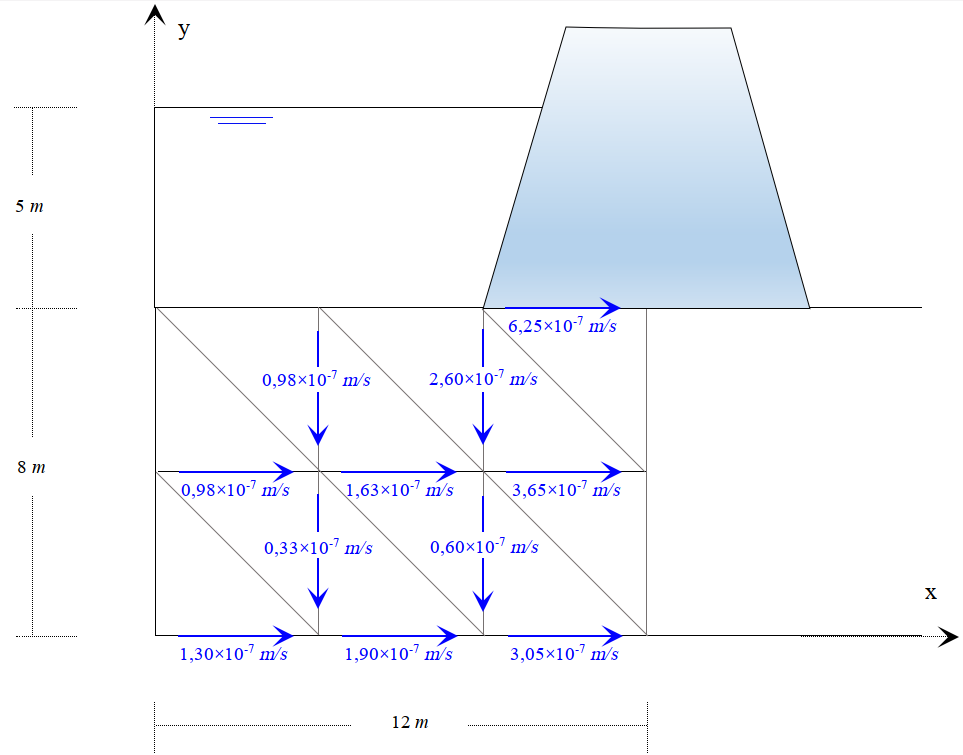 y
5 m
6,25×10⁻⁷ m/s
0,98×10⁻⁷ m/s
2,60×10⁻⁷ m/s
8 m
0,98×10⁻⁷ m/s
1,63×10⁻⁷ m/s
3,65×10⁻⁷ m/s
0,33×10⁻⁷ m/s
0,60×10⁻⁷ m/s
x
1,30×10⁻⁷ m/s
1,90×10⁻⁷ m/s
3,05×10⁻⁷ m/s
12 m